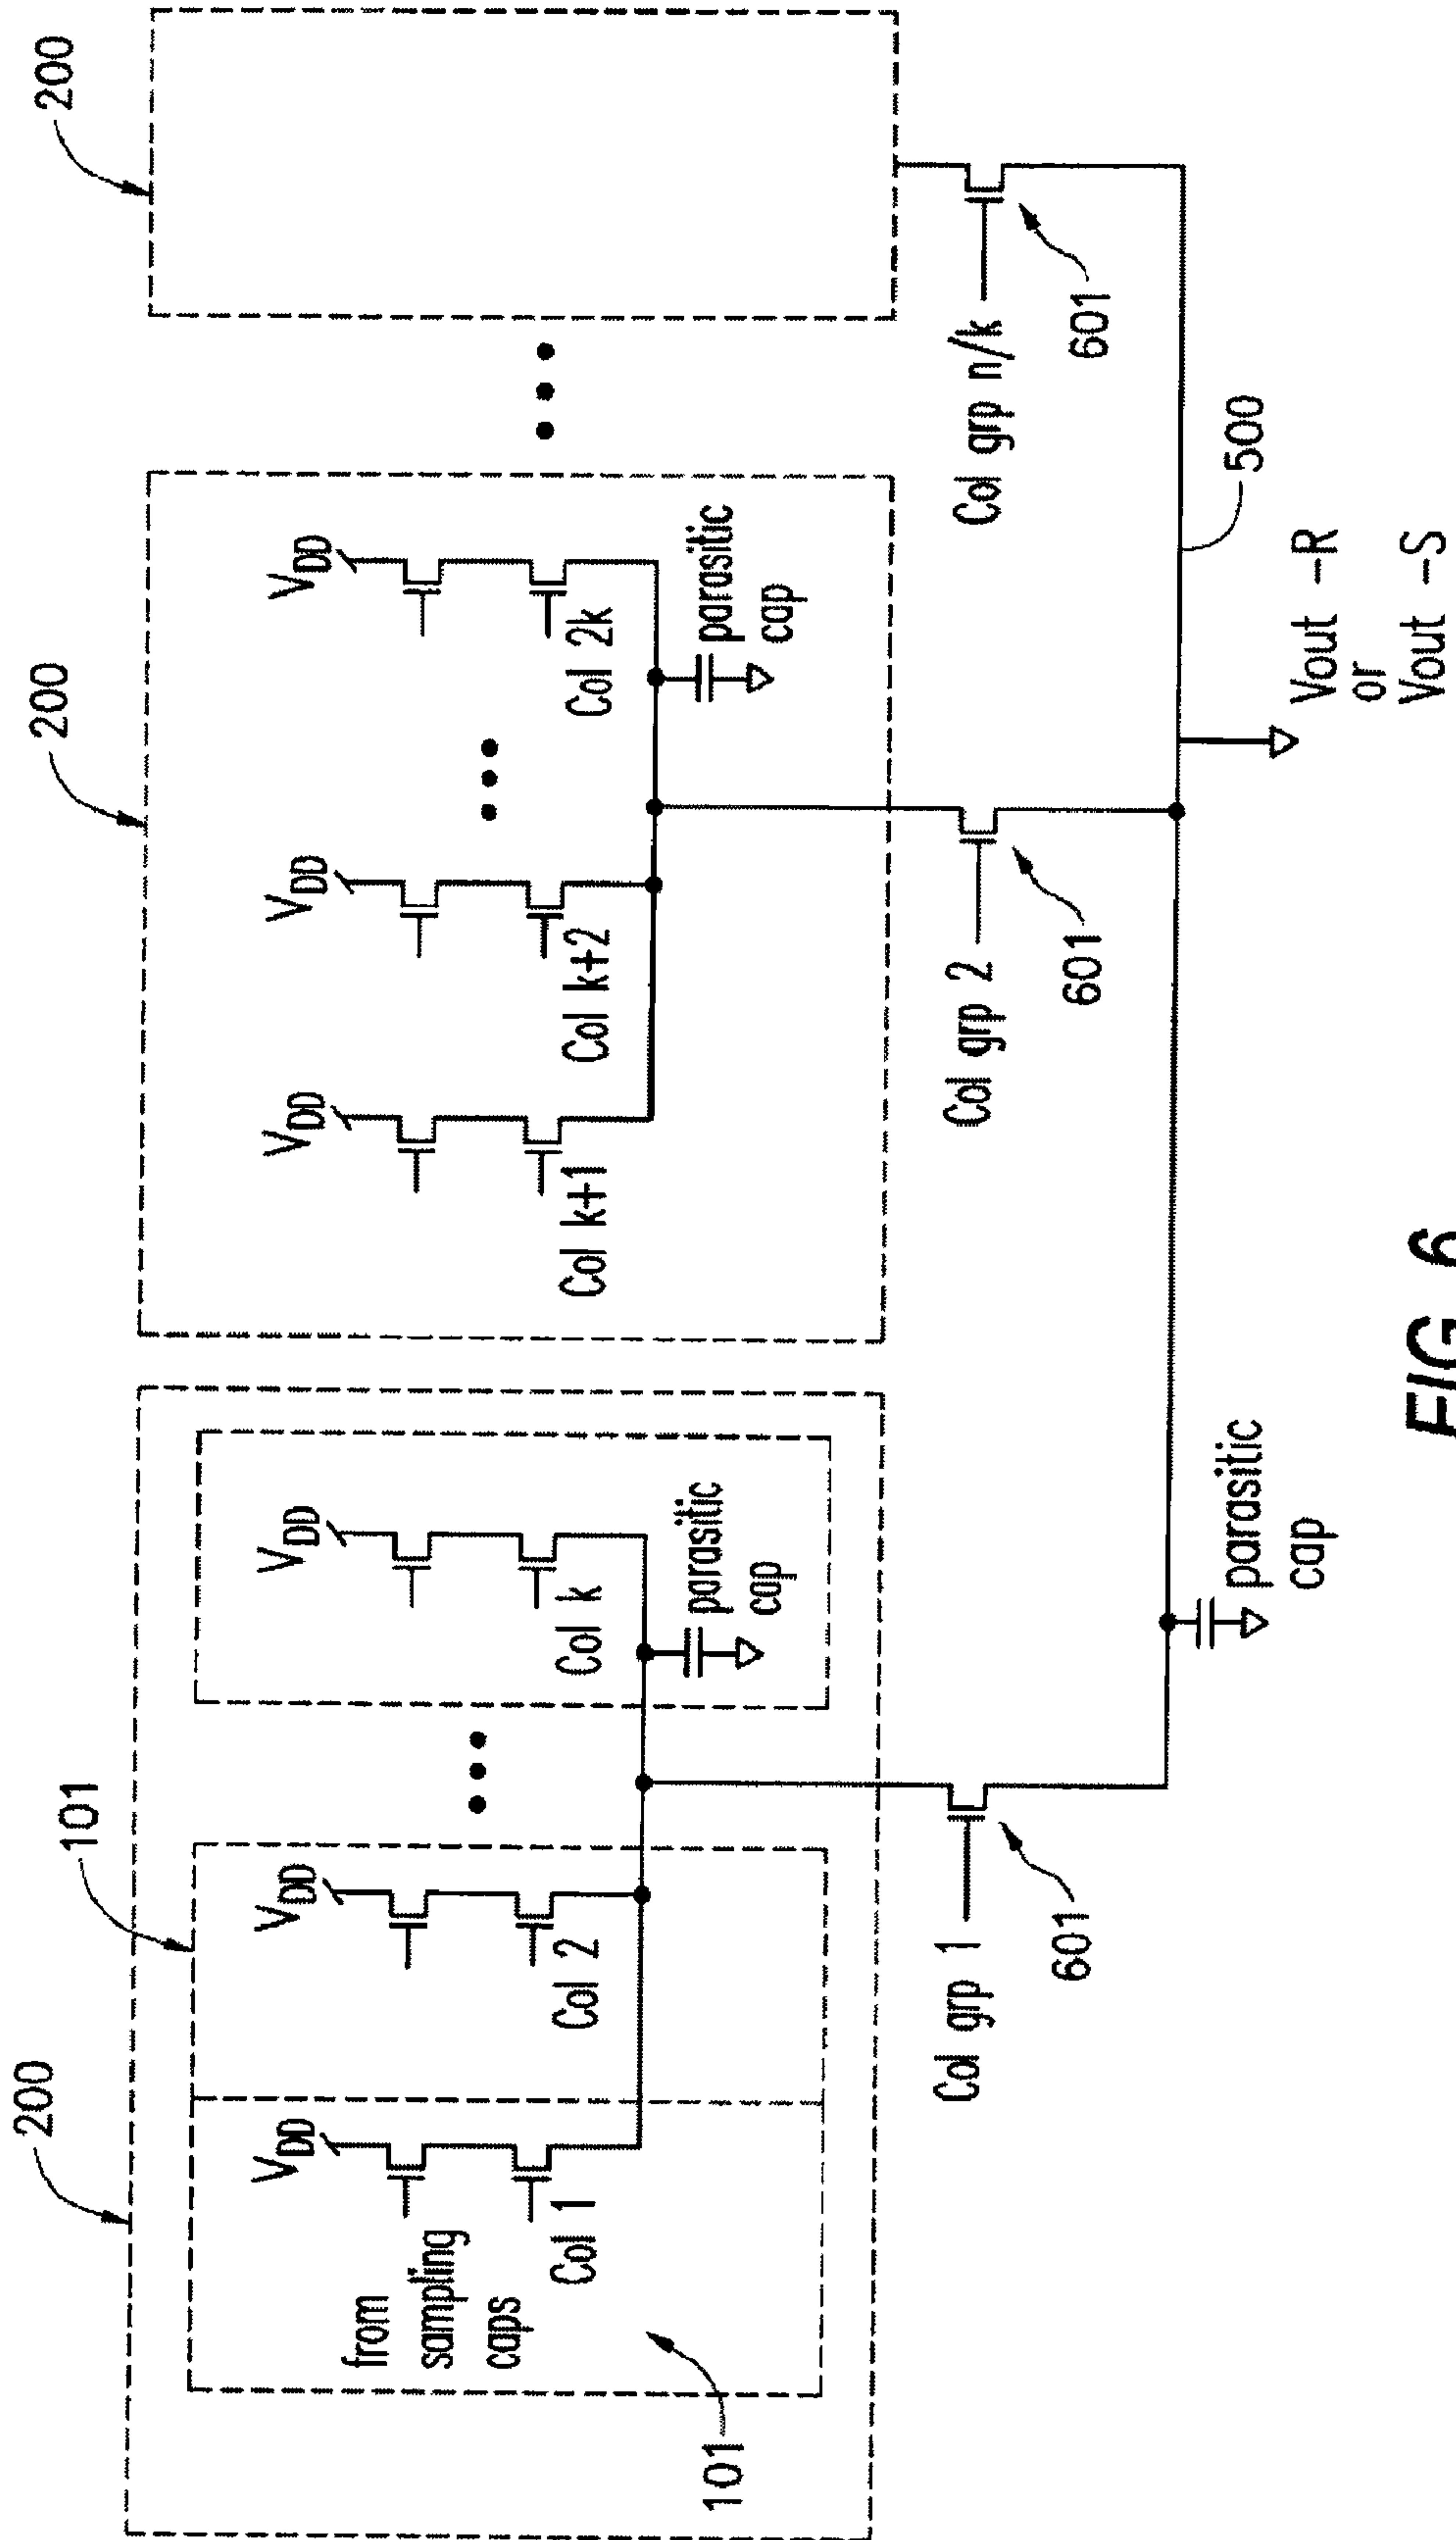 200
200
200
101
VDD
VDD
VDD
VDD
VDD
VDD
from
sampling
caps
Col 1
Col 2
Col k
Col k+1
Col k+2
Col 2k
parasitic
cap
parasitic
cap
101
Col grp 1
Col grp 2
Col grp n/k
601
601
601
500
parasitic
cap
Vout -R
or
Vout -S
FIG 6